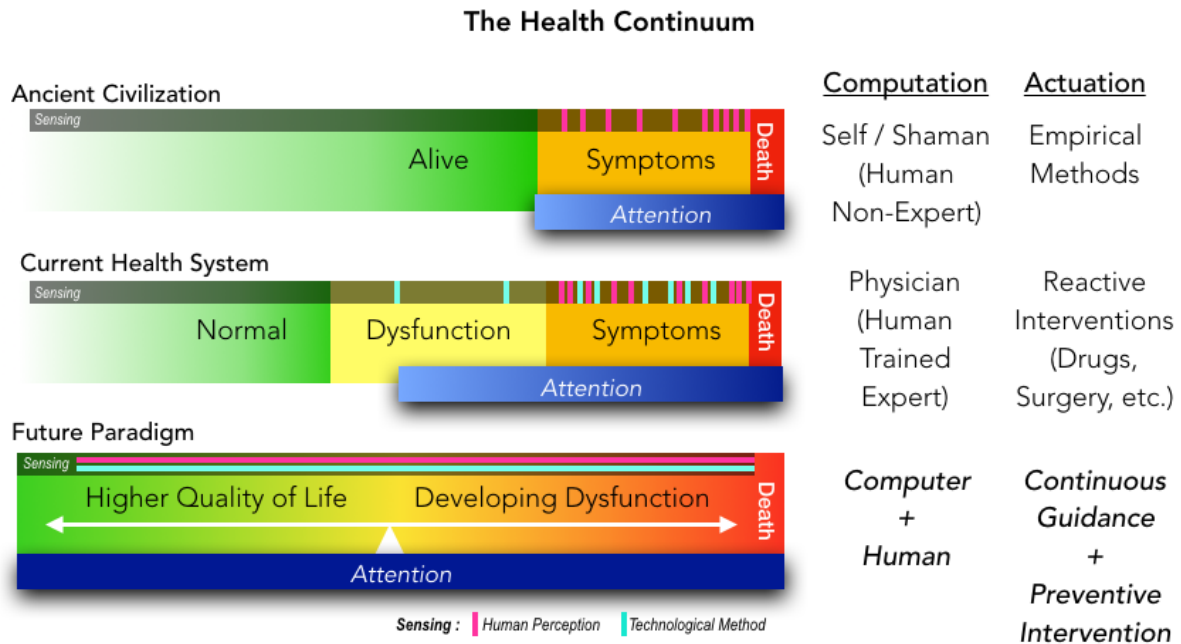 The Health Continuum
Computation
Actuation
Ancient Civilization
Sensing
Alive
Symptoms
Death
Attention
Self / Shaman
(Human
Non-Expert)
Empirical
Methods
Current Health System
Sensing
Normal
Dysfunction
Symptoms
Death
Attention
Physician
(Human
Trained
Expert)
Reactive
Interventions
(Drugs,
Surgery, etc.)
Future Paradigm
Sensing
Higher Quality of Life
Developing Dysfunction
Death
Attention
Computer
+
Human
Continuous
Guidance
+
Preventive
Intervention
Sensing : Human Perception Technological Method